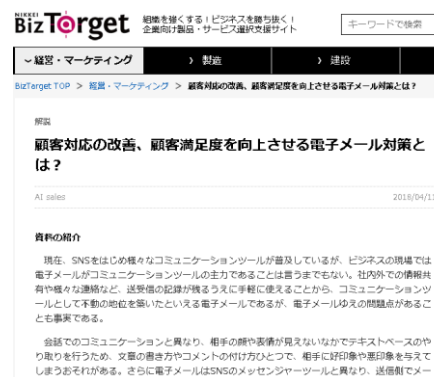 NIKKEI
BizTarget 組織を強くする！ビジネスを勝ち抜く！
企業向け製品・サービス選択支援サイト
キーワードで検索
経営・マーケティング > 製造 > 建設
BizTarget TOP > 経営・マーケティング > 顧客対応の改善、顧客満足度を向上させる電子メール対策とは？
解説
顧客対応の改善、顧客満足度を向上させる電子メール対策と
は？
AI sales 2016/04/11
資料の紹介
現在、SNSをはじめ様々なコミュニケーションツールが普及しているが、ビジネスの現場では
電子メールがコミュニケーションツールの主力であることは言うまでもない。社内外での情報共
有や様々な連絡など、送受信の記録が残るうえに手軽に使えることから、コミュニケーションツ
ールとして不動の地位を築いたといえる電子メールであるが、電子メールゆえの問題点があるこ
とも事実である。
会話でのコミュニケーションと異なり、相手の顔や表情が見えないなかでテキストベースのや
り取りを行うため、文章の書き方やコメントの付け方ひとつで、相手に好印象や悪印象を与えて
しまうおそれがある。さらに電子メールはSNSのメッセンジャーツールと異なり、送信側でメー